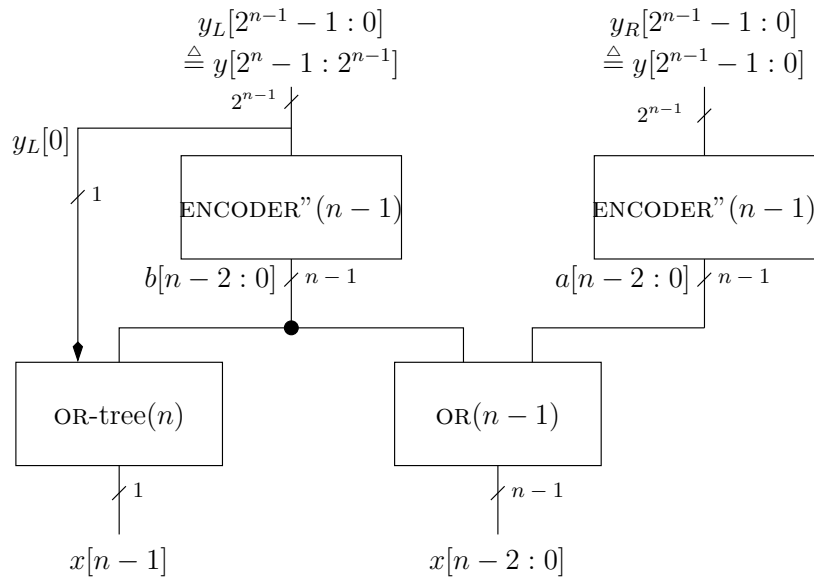 y_L[2^{n-1} − 1 : 0]
≜ y[2^n − 1 : 2^{n-1}]
y_R[2^{n-1} − 1 : 0]
≜ y[2^{n-1} − 1 : 0]
2^{n-1}
2^{n-1}
y_L[0]
1
ENCODER”(n − 1)
ENCODER”(n − 1)
b[n − 2 : 0]
n − 1
a[n − 2 : 0]
n − 1
OR-tree(n)
OR(n − 1)
1
n − 1
x[n − 1]
x[n − 2 : 0]